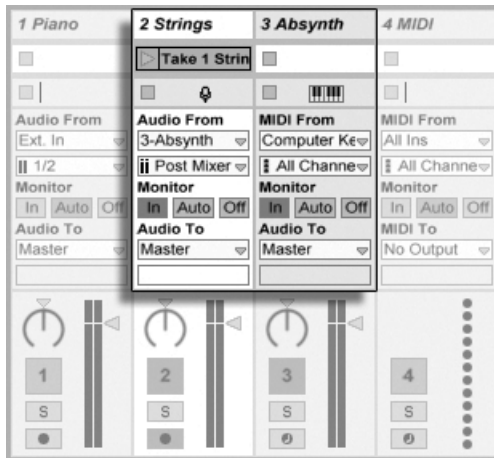 1 Piano 2 Strings 3 Absynth 4 MIDI
Take 1 Strin
Audio From Audio From MIDI From MIDI From
Ext. In 3-Absynth Computer Ke All Ins
1/2 Post Mixer All Channe All Channe
Monitor Monitor Monitor Monitor
In Auto Off In Auto Off In Auto Off In Auto Off
Audio To Audio To Audio To MIDI To
Master Master Master No Output
1 2 3 4
S S S S